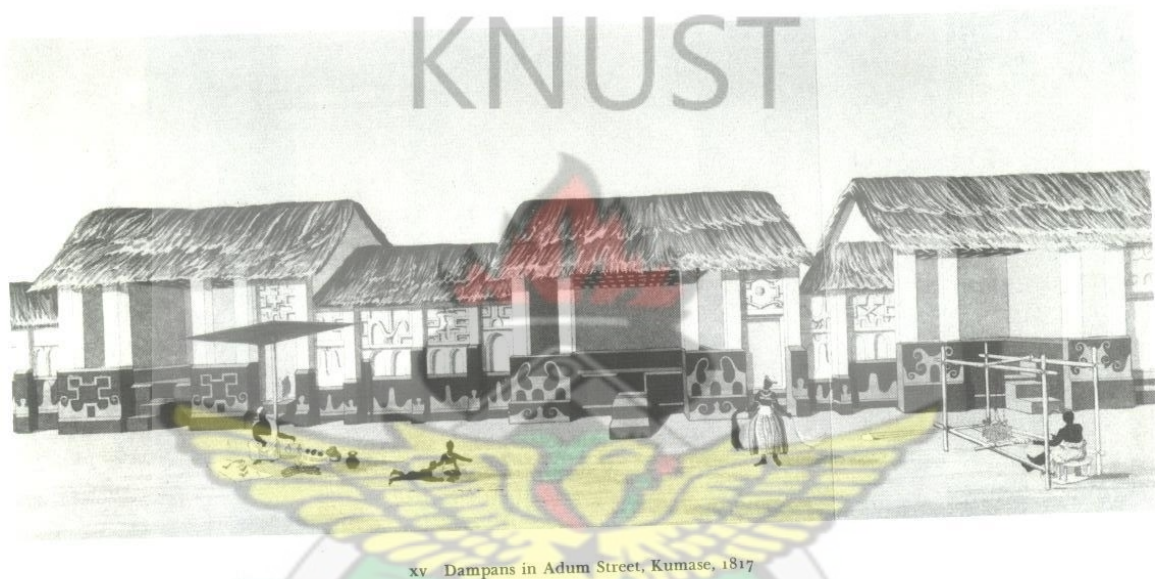 KNUST
XV Dampans in Adum Street, Kumase, 1817